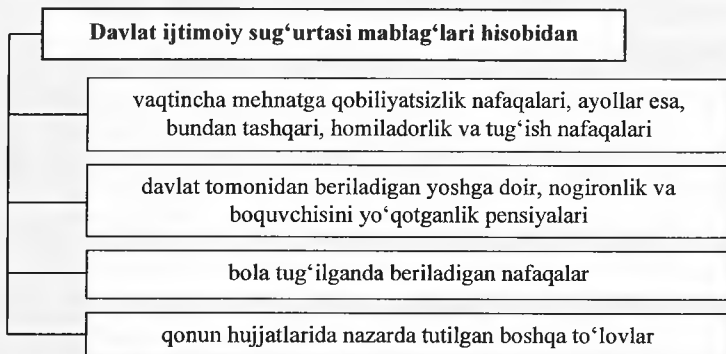 Davlat ijtimoiy sug‘urtasi mablag‘lari hisobidan
vaqtincha mehnatga qobiliyatsizlik nafaqalari, ayollar esa,
bundan tashqari, homiladorlik va tug‘ish nafaqalari
davlat tomonidan beriladigan yoshga doir, nogironlik va
boquvchisini yo‘qotganlik pensiyalari
bola tug‘ilganda beriladigan nafaqalar
qonun hujjatlarida nazarda tutilgan boshqa to‘lovlar